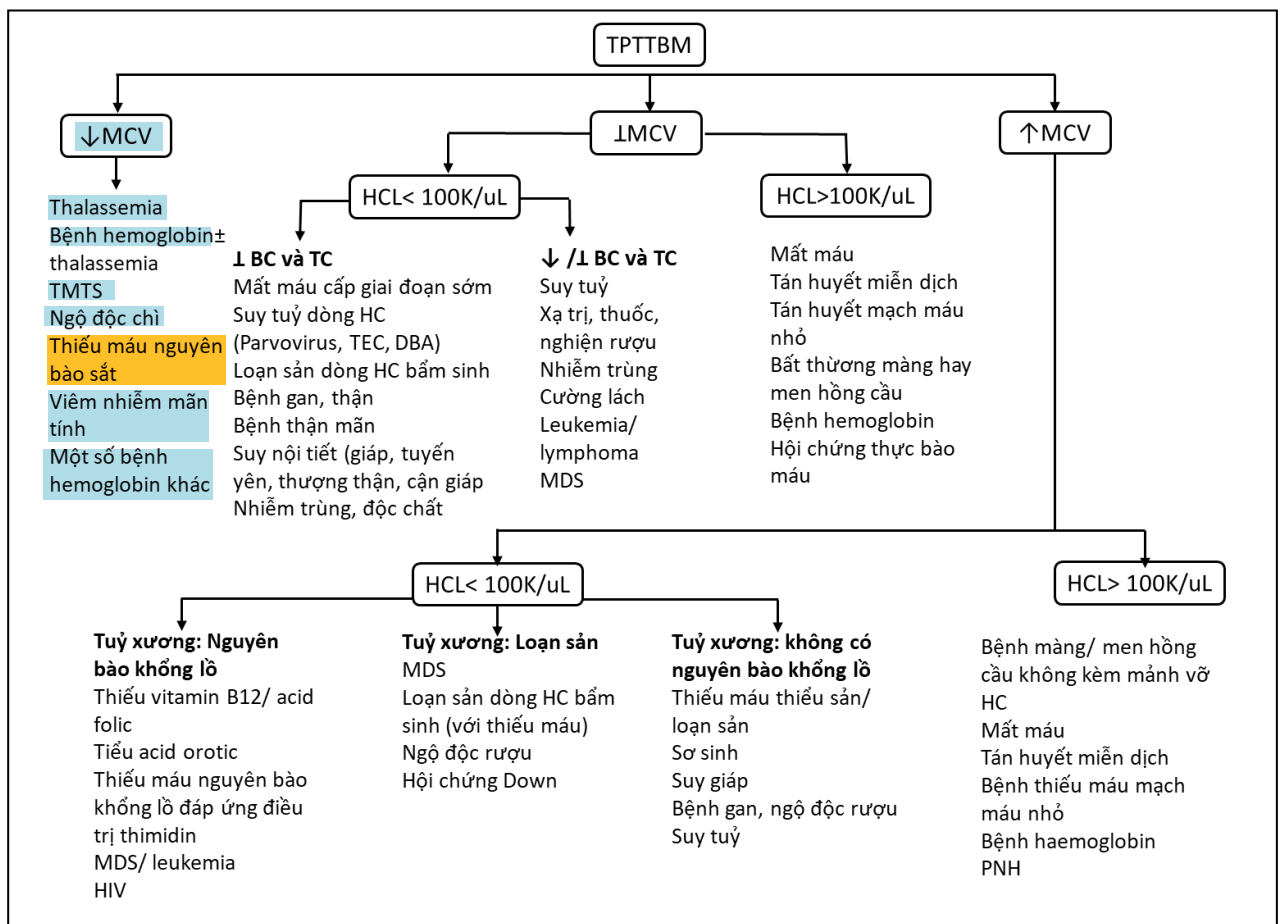 TPTTBM
↓MCV
⊥MCV
↑MCV
HCL< 100K/uL
HCL>100K/uL
Thalassemia
Bệnh hemoglobin±
thalassemia
TMTS
Ngộ độc chì
Thiếu máu nguyên
bào sắt
Viêm nhiễm mãn
tính
Một số bệnh
hemoglobin khác
⊥ BC và TC
Mất máu cấp giai đoạn sớm
Suy tuỷ dòng HC
(Parvovirus, TEC, DBA)
Loạn sản dòng HC bẩm sinh
Bệnh gan, thận
Bệnh thận mãn
Suy nội tiết (giáp, tuyến
yên, thượng thận, cận giáp
Nhiễm trùng, độc chất
↓ /⊥ BC và TC
Suy tuỷ
Xạ trị, thuốc,
nghiện rượu
Nhiễm trùng
Cường lách
Leukemia/
lymphoma
MDS
Mất máu
Tán huyết miễn dịch
Tán huyết mạch máu
nhỏ
Bất thường màng hay
men hồng cầu
Bệnh hemoglobin
Hội chứng thực bào
máu
HCL< 100K/uL
HCL> 100K/uL
Tuỷ xương: Nguyên
bào khổng lồ
Thiếu vitamin B12/ acid
folic
Tiểu acid orotic
Thiếu máu nguyên bào
khổng lồ đáp ứng điều
trị thimidin
MDS/ leukemia
HIV
Tuỷ xương: Loạn sản
MDS
Loạn sản dòng HC bẩm
sinh (với thiếu máu)
Ngộ độc rượu
Hội chứng Down
Tuỷ xương: không có
nguyên bào khổng lồ
Thiếu máu thiểu sản/
loạn sản
Sơ sinh
Suy giáp
Bệnh gan, ngộ độc rượu
Suy tuỷ
Bệnh màng/ men hồng
cầu không kèm mảnh vỡ
HC
Mất máu
Tán huyết miễn dịch
Bệnh thiếu máu mạch
máu nhỏ
Bệnh haemoglobin
PNH